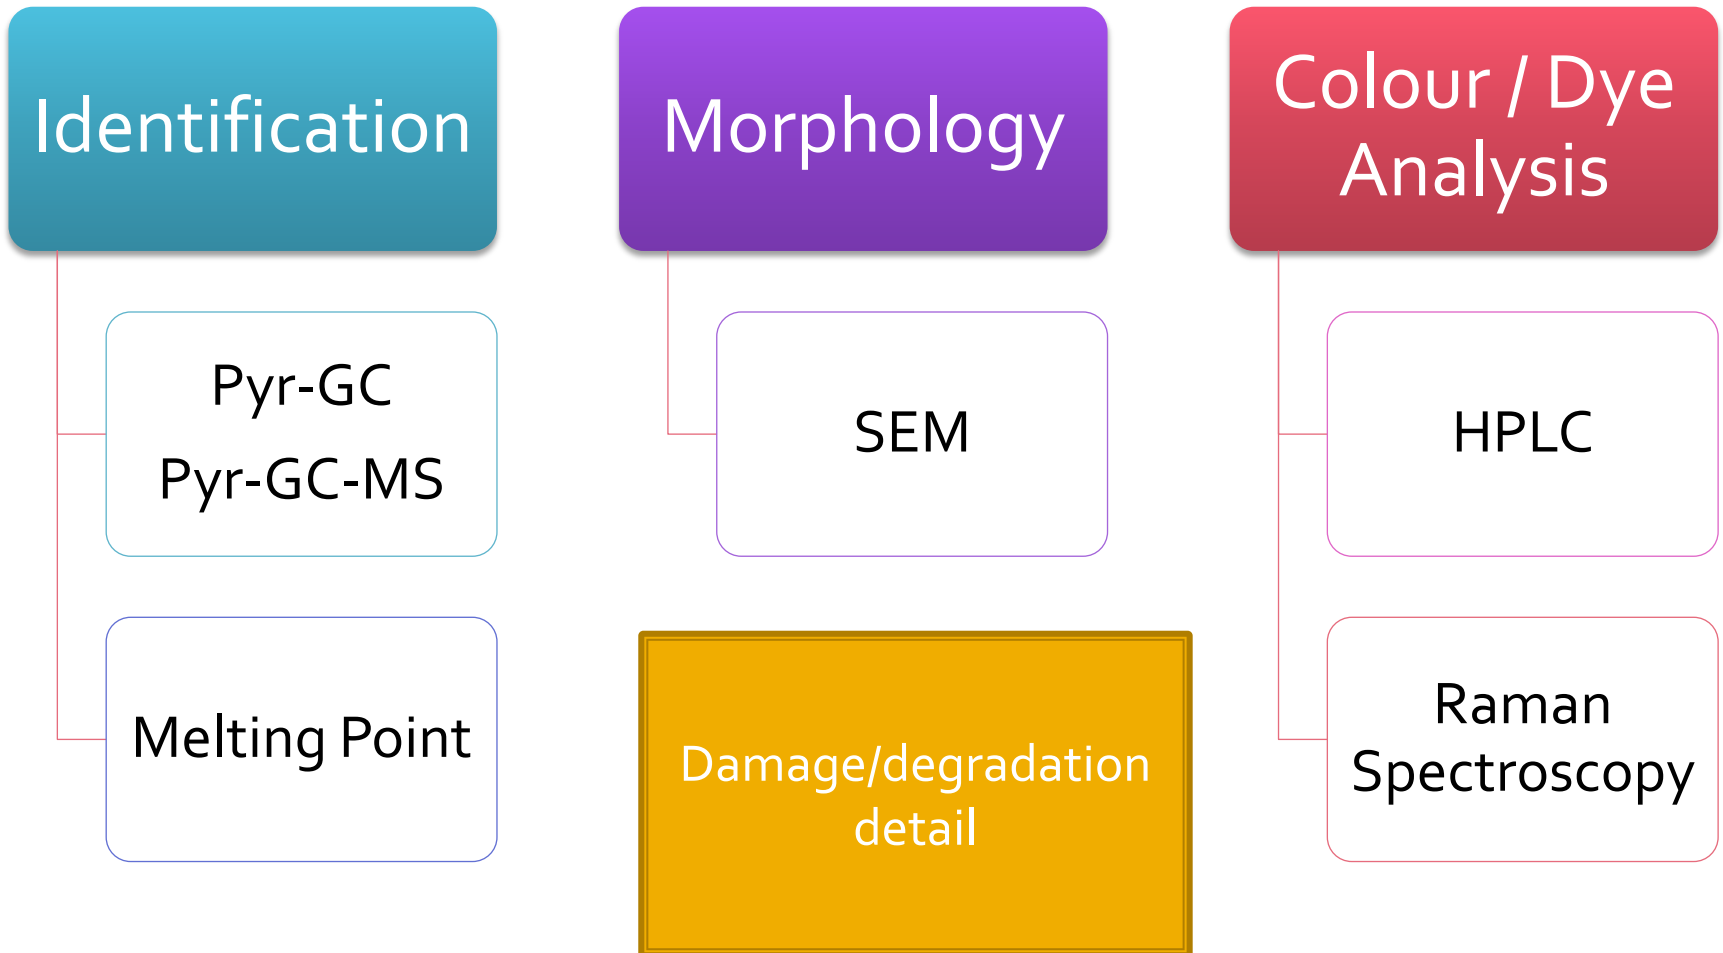 Identification
Pyr-GC
Pyr-GC-MS
Melting Point
Morphology
SEM
Damage/degradation
detail
Colour / Dye
Analysis
HPLC
Raman
Spectroscopy